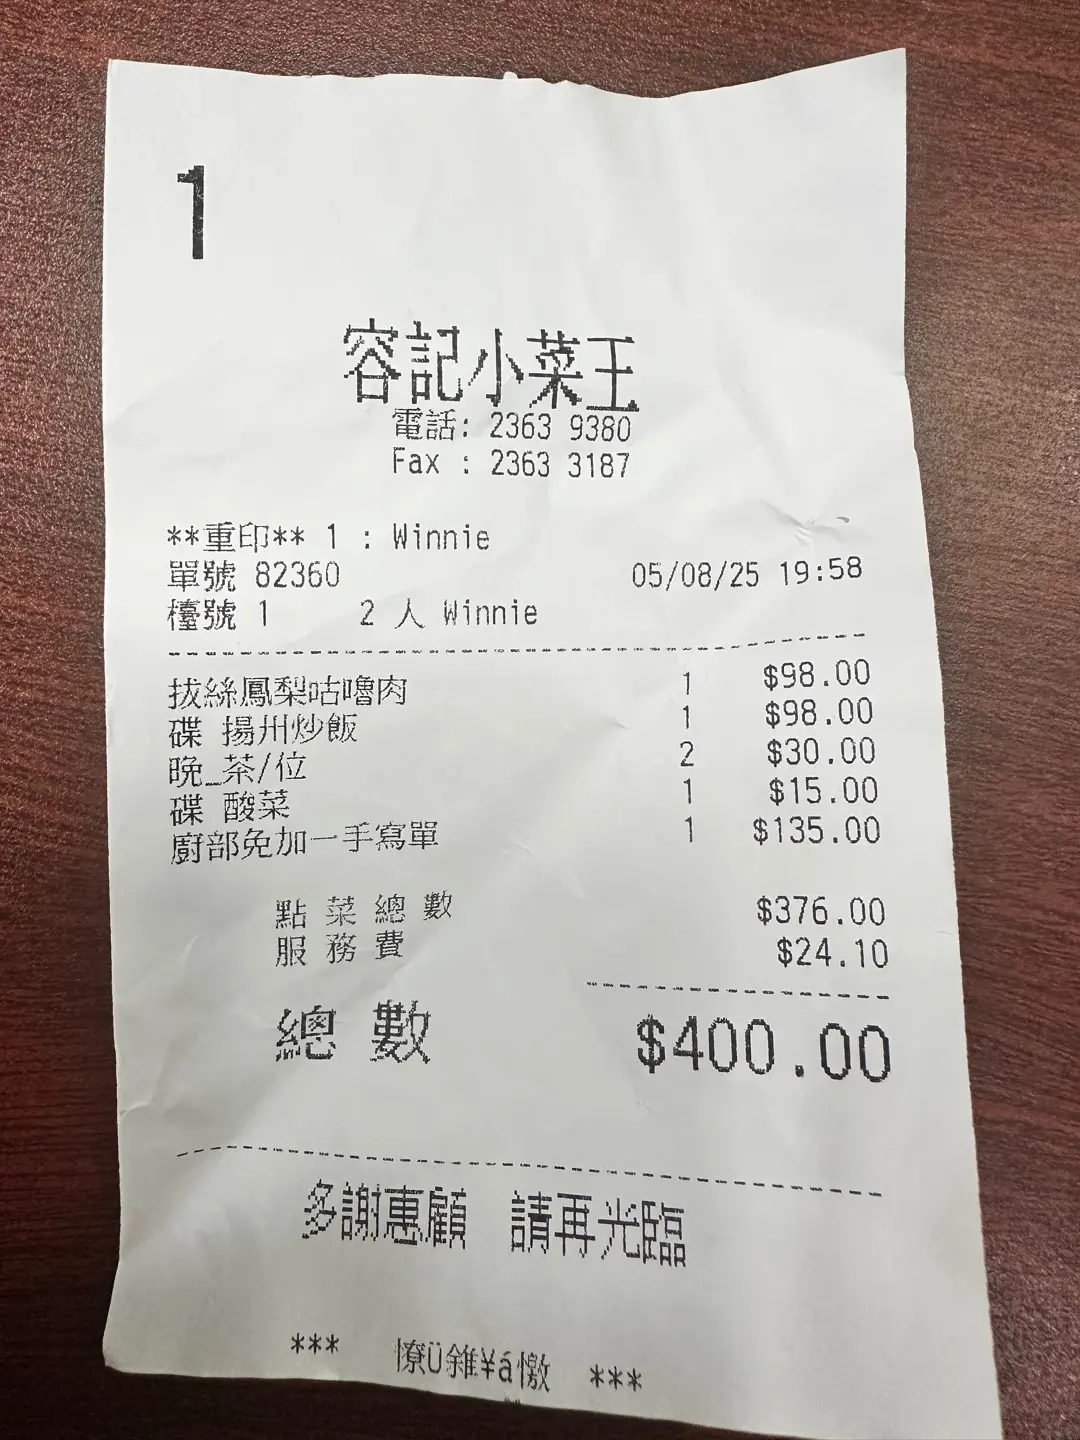 1
容記小菜王
電話: 2363 9380
Fax : 2363 3187
**重印** 1 : Winnie
單號 82360 05/08/25 19:58
檯號 1 2 人 Winnie
拔絲鳳梨咕嚕肉 1 $98.00
碟 揚州炒飯 1 $98.00
晚_茶/位 2 $30.00
碟 酸菜 1 $15.00
廚部免加一手寫單 1 $135.00
點 菜 總 數 $376.00
服 務 費 $24.10
總 數 $400.00
多謝惠顧 請再光臨
*** 憭Ü錐¥á憿 ***